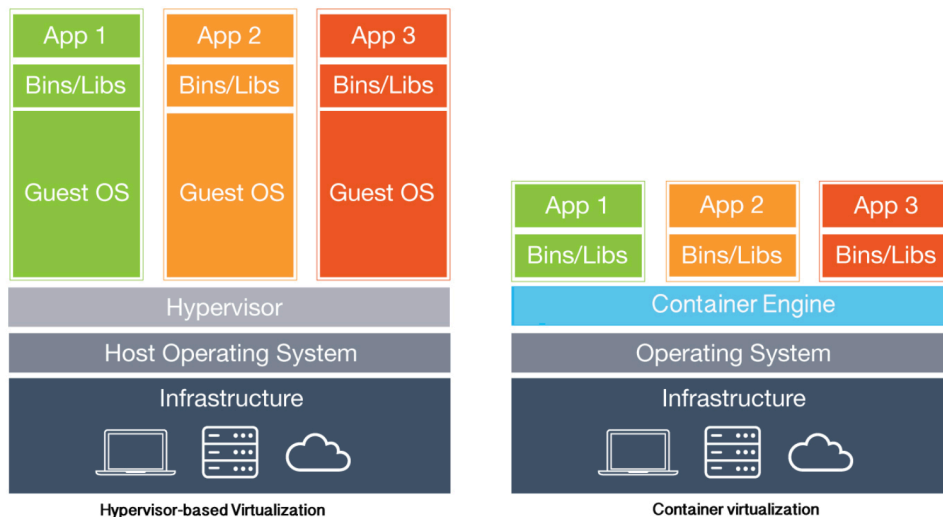 App 1
App 2
App 3
Bins/Libs
Bins/Libs
Bins/Libs
Guest OS
Guest OS
Guest OS
Hypervisor
Host Operating System
Infrastructure
Hypervisor-based Virtualization
App 1
App 2
App 3
Bins/Libs
Bins/Libs
Bins/Libs
Container Engine
Operating System
Infrastructure
Container virtualization